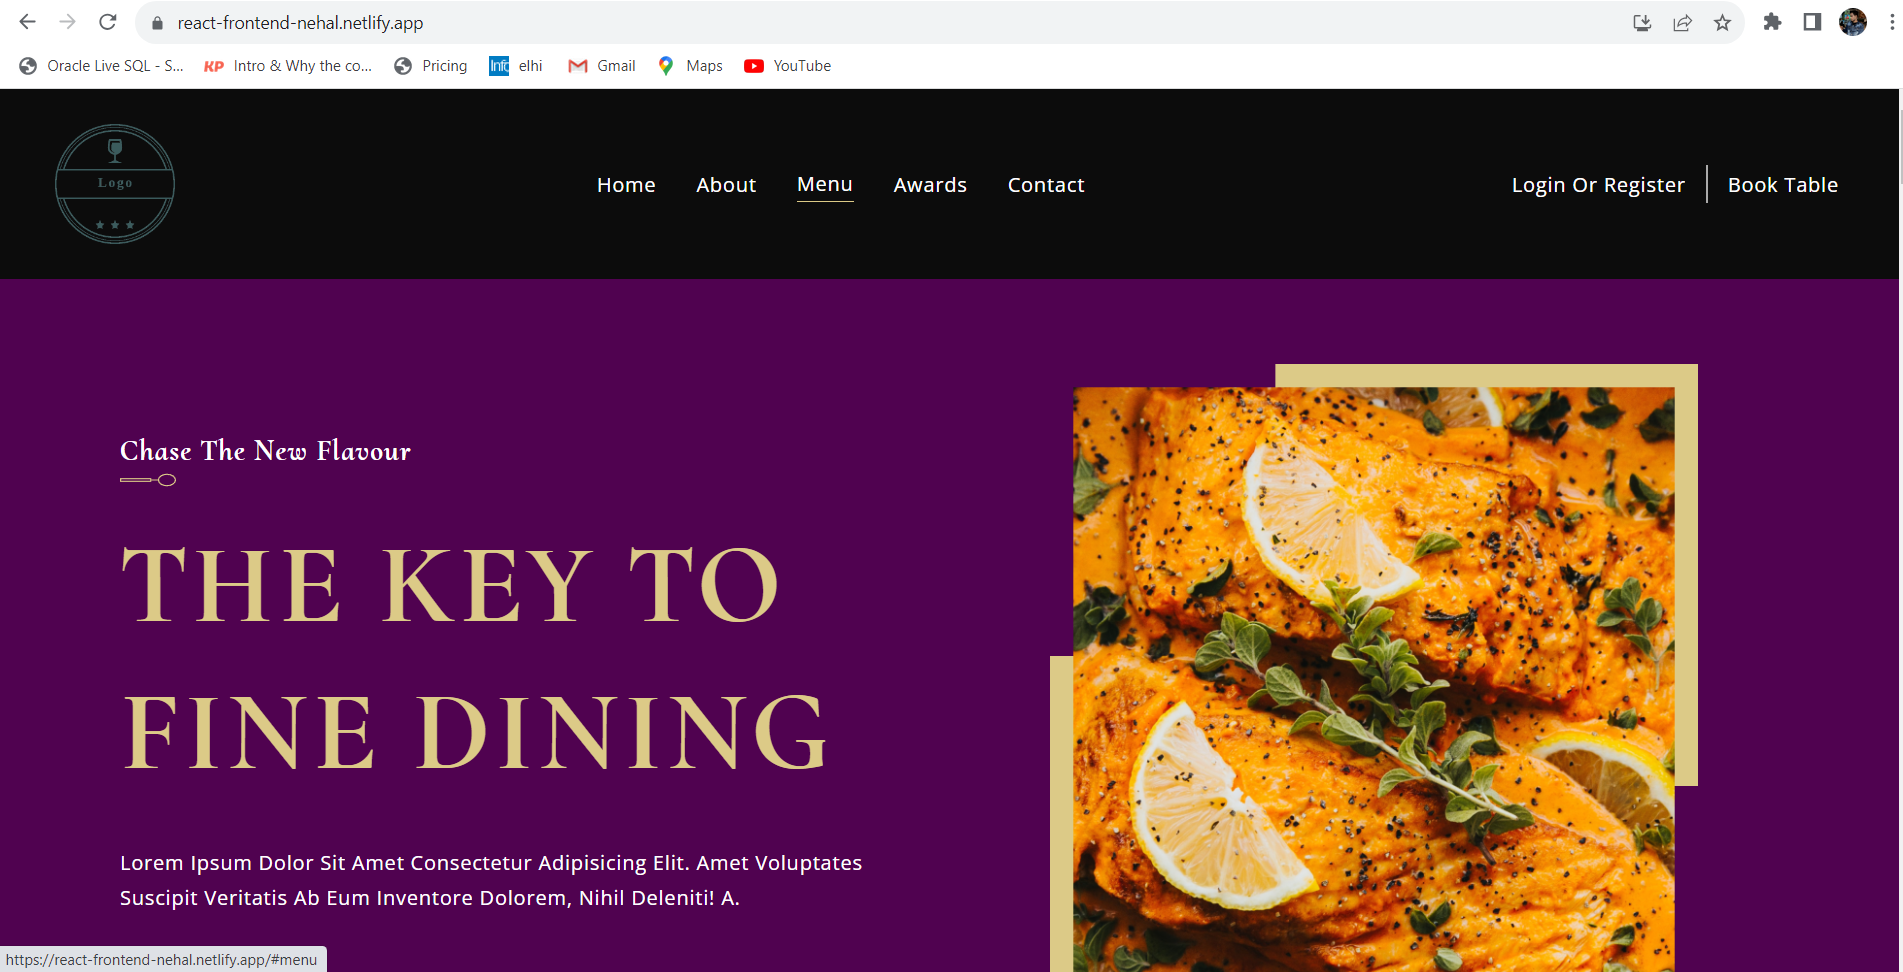 react-frontend-nehal.netlify.app
Oracle Live SQL - S... KP Intro & Why the co... Pricing Info elhi Gmail Maps YouTube
Logo
Home About Menu Awards Contact Login Or Register Book Table
Chase The New Flavour
THE KEY TO
FINE DINING
Lorem Ipsum Dolor Sit Amet Consectetur Adipisicing Elit. Amet Voluptates
Suscipit Veritatis Ab Eum Inventore Dolorem, Nihil Deleniti! A.
https://react-frontend-nehal.netlify.app/#menu